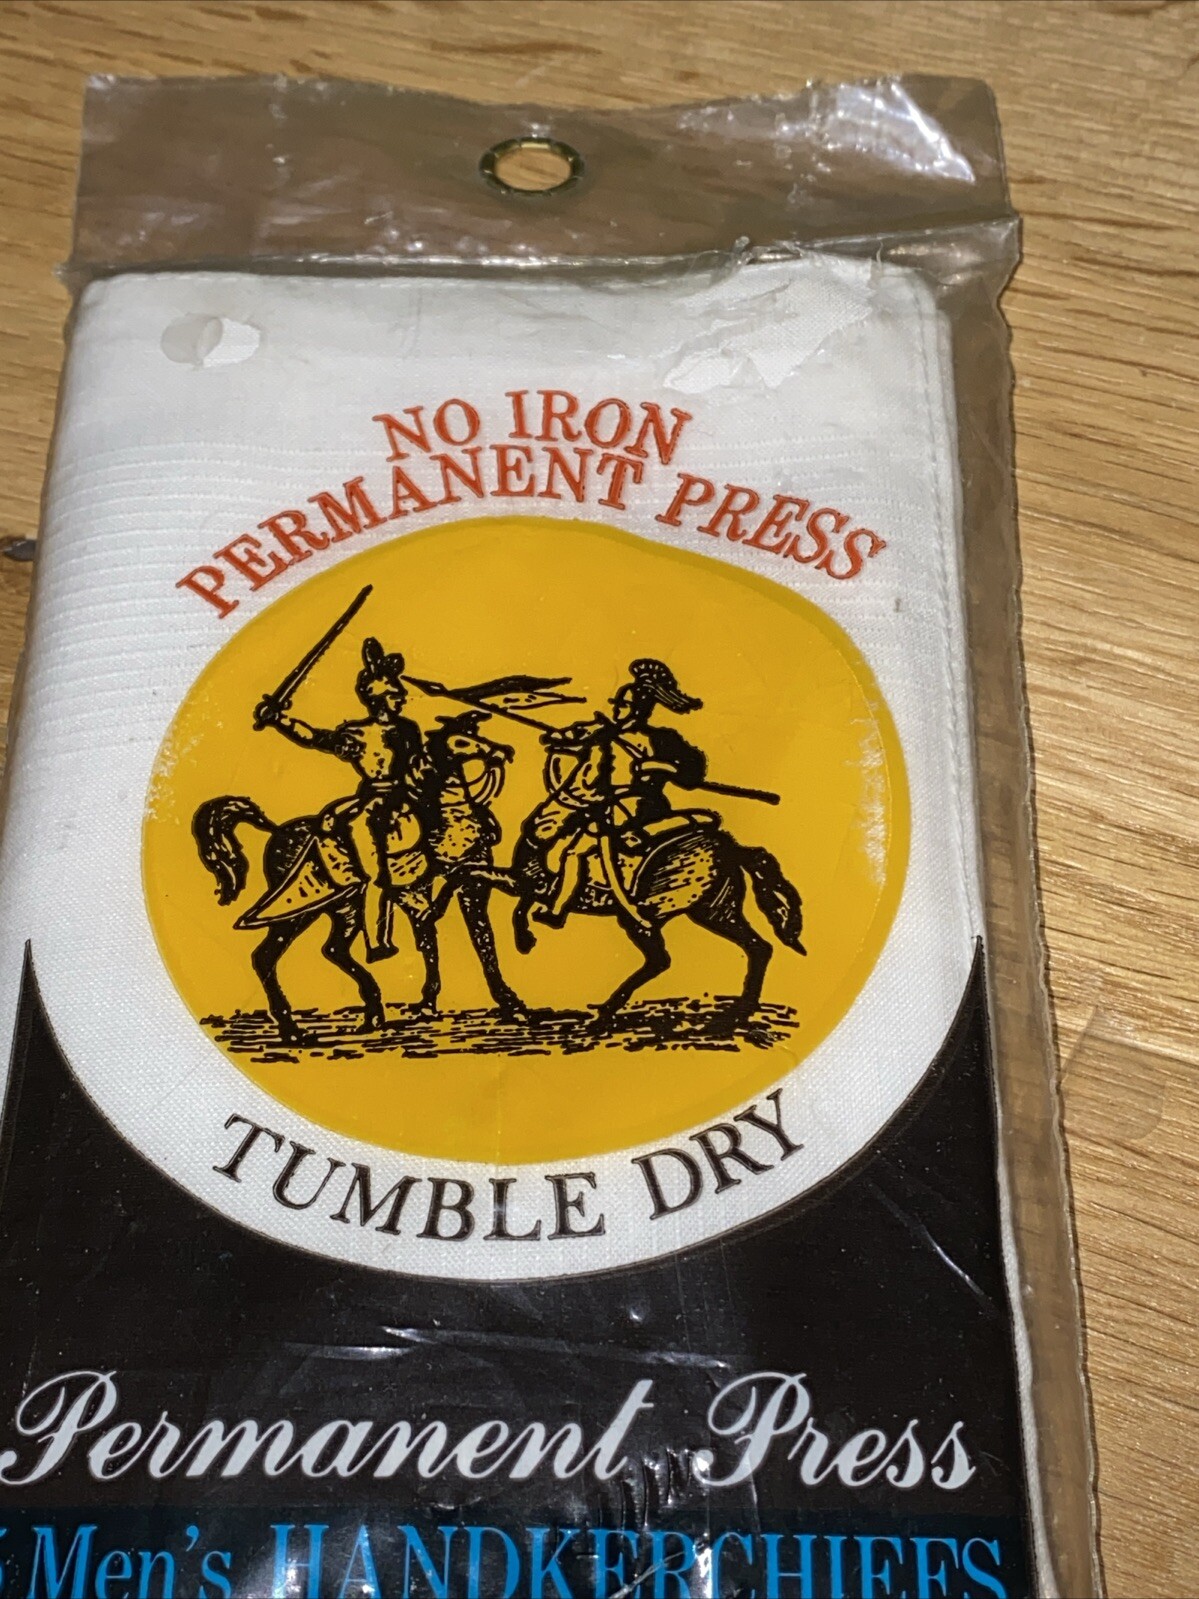 NO IRON
PERMANENT PRESS
TUMBLE DRY
Permanent Press
Men's HANDKERCHIEFS